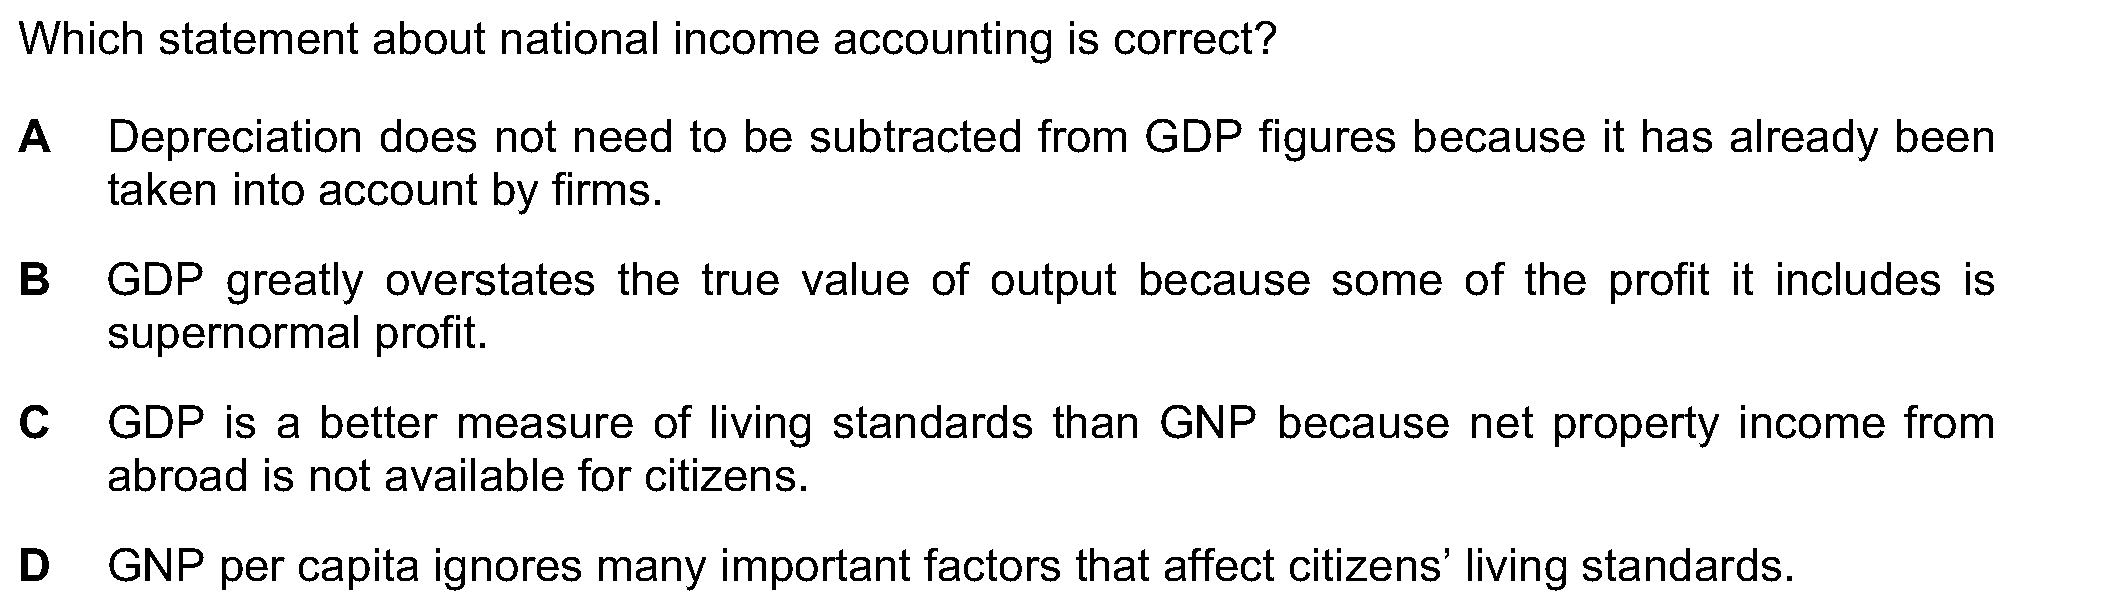 Which statement about national income accounting is correct?
A Depreciation does not need to be subtracted from GDP figures because it has already been
taken into account by firms.
B GDP greatly overstates the true value of output because some of the profit it includes is
supernormal profit.
C GDP is a better measure of living standards than GNP because net property income from
abroad is not available for citizens.
D GNP per capita ignores many important factors that affect citizens’ living standards.